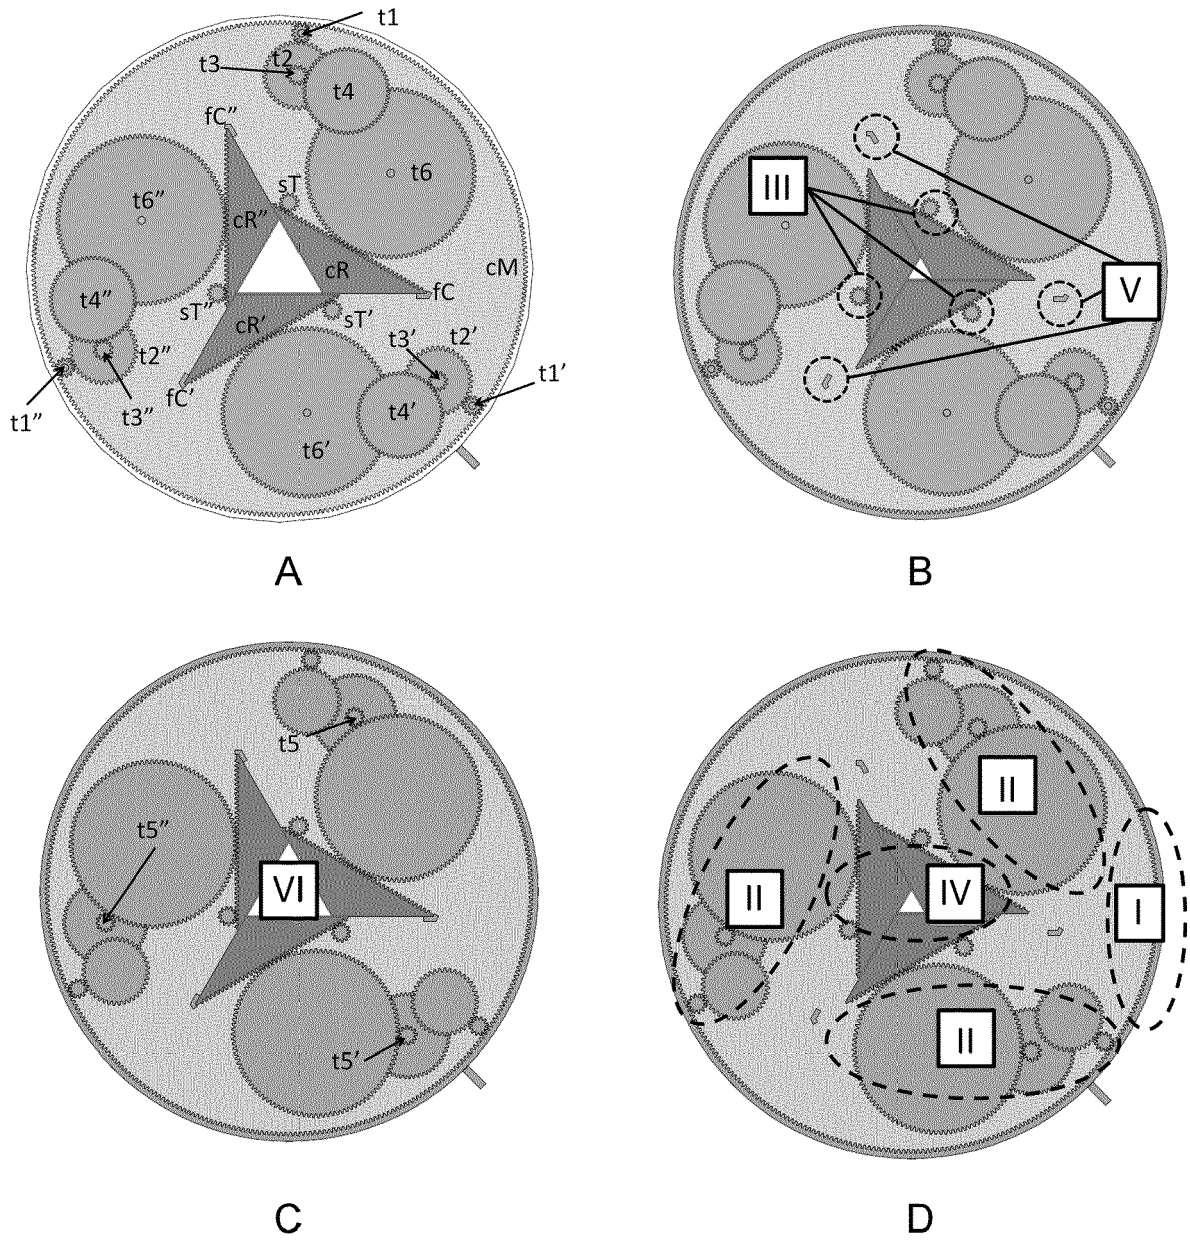 t1
t2
t3
t4
fC”
t6
t6”
sT
cR”
cR
cM
fC
t4”
sT”
sT’
cR’
t2’
t3’
t2”
fC’
t1’
t1”
t3”
t4’
t6’
A
III
V
B
t5
t5”
VI
t5’
C
II
II
IV
I
II
D